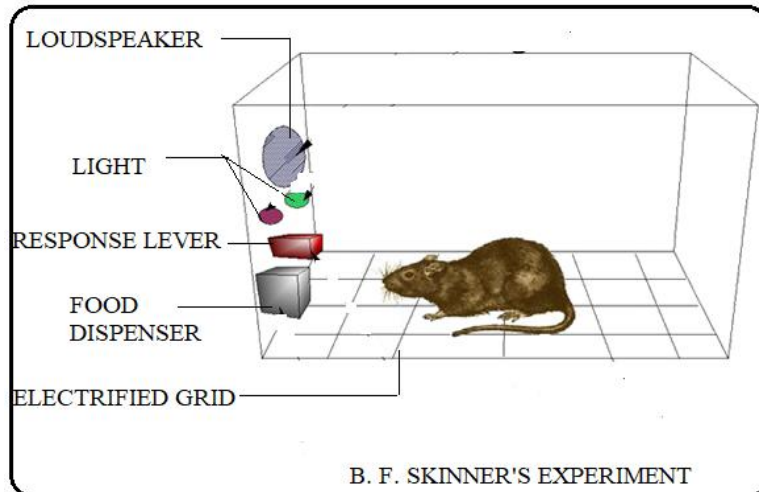 LOUDSPEAKER
LIGHT
RESPONSE LEVER
FOOD
DISPENSER
ELECTRIFIED GRID
B. F. SKINNER'S EXPERIMENT